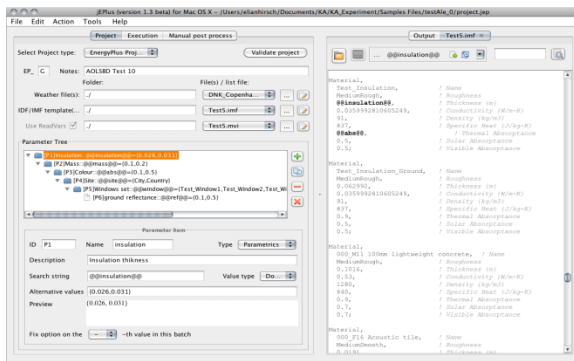 jEPlus (version 1.3 beta) for Mac OS X - /Users/elianhirsch/Documents/KA/KA_Experiment/Samples Files/testAle_0/project.jep
File Edit Action Tools Help
Project Execution Manual post process
Select Project type: EnergyPlus Proj... Validate project
EP_ G Notes: AOLSBD Test 10
Folder: File(s) / list file:
Weather file(s): ./ DNK_Copenha... ...
IDF/IMF template(... ./ Test5.imf ...
Use ReadVars ./ Test5.mvi ...
Parameter Tree
[P1]Insulation::@@insulation@@={0.026,0.031}
[P2]Mass::@@mass@@={0.1,0.2}
[P3]Colour::@@abs@@={0.1,0.5}
[P4]Site::@@site@@={City,Country}
[P5]Windows set::@@window@@={Test_Window1,Test_Window2,Test_Wi
[P6]ground reflectance::@@ref@@={0.1,0.5}
Parameter Item
ID P1 Name insulation Type Parametrics
Description Insulation thikness
Search string @@insulation@@ Value type Do...
Alternative values {0.026,0.031}
Preview {0.026, 0.031}
Fix option on the - -th value in this batch
Output Test5.imf ×
... @@insulation@@
Material,
Test_Insulation, ! Name
MediumRough, ! Roughness
@@insulation@@, ! Thickness {m}
0.0359992810605249, ! Conductivity {W/m-K}
91, ! Density {kg/m3}
837, ! Specific Heat {J/kg-K}
@@abs@@, ! Thermal Absorptance
0.5, ! Solar Absorptance
0.5; ! Visible Absorptance
Material,
Test_Insulation_Ground, ! Name
MediumRough, ! Roughness
0.062992, ! Thickness {m}
0.0359992810605249, ! Conductivity {W/m-K}
91, ! Density {kg/m3}
837, ! Specific Heat {J/kg-K}
0.9, ! Thermal Absorptance
0.5, ! Solar Absorptance
0.5; ! Visible Absorptance
Material,
000_M11 100mm lightweight concrete, ! Name
MediumRough, ! Roughness
0.1016, ! Thickness {m}
0.53, ! Conductivity {W/m-K}
1280, ! Density {kg/m3}
840, ! Specific Heat {J/kg-K}
0.9, ! Thermal Absorptance
0.7, ! Solar Absorptance
0.7; ! Visible Absorptance
Material,
000_F16 Acoustic tile, ! Name
MediumSmooth, ! Roughness
0.0191, ! Thickness {m}